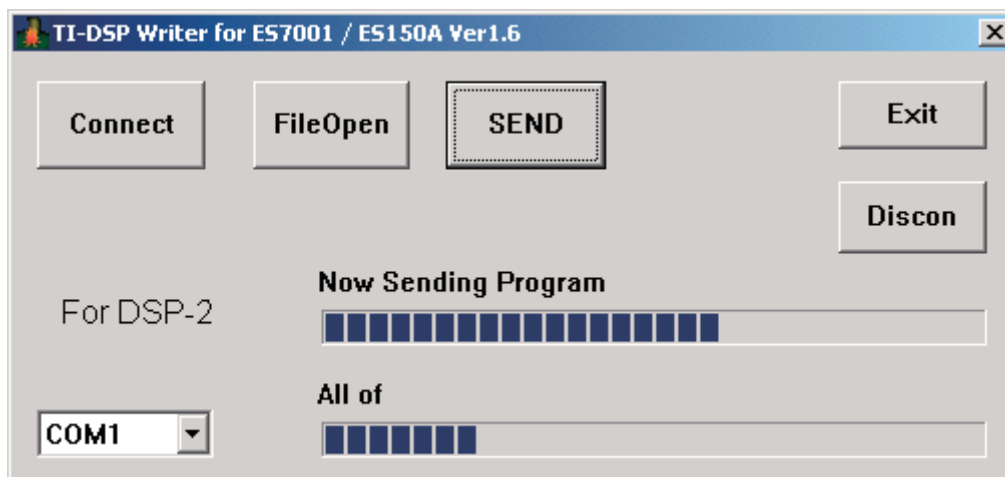 TI-DSP Writer for ES7001 / ES150A Ver1.6
Connect
FileOpen
SEND
Exit
Discon
Now Sending Program
For DSP-2
All of
COM1